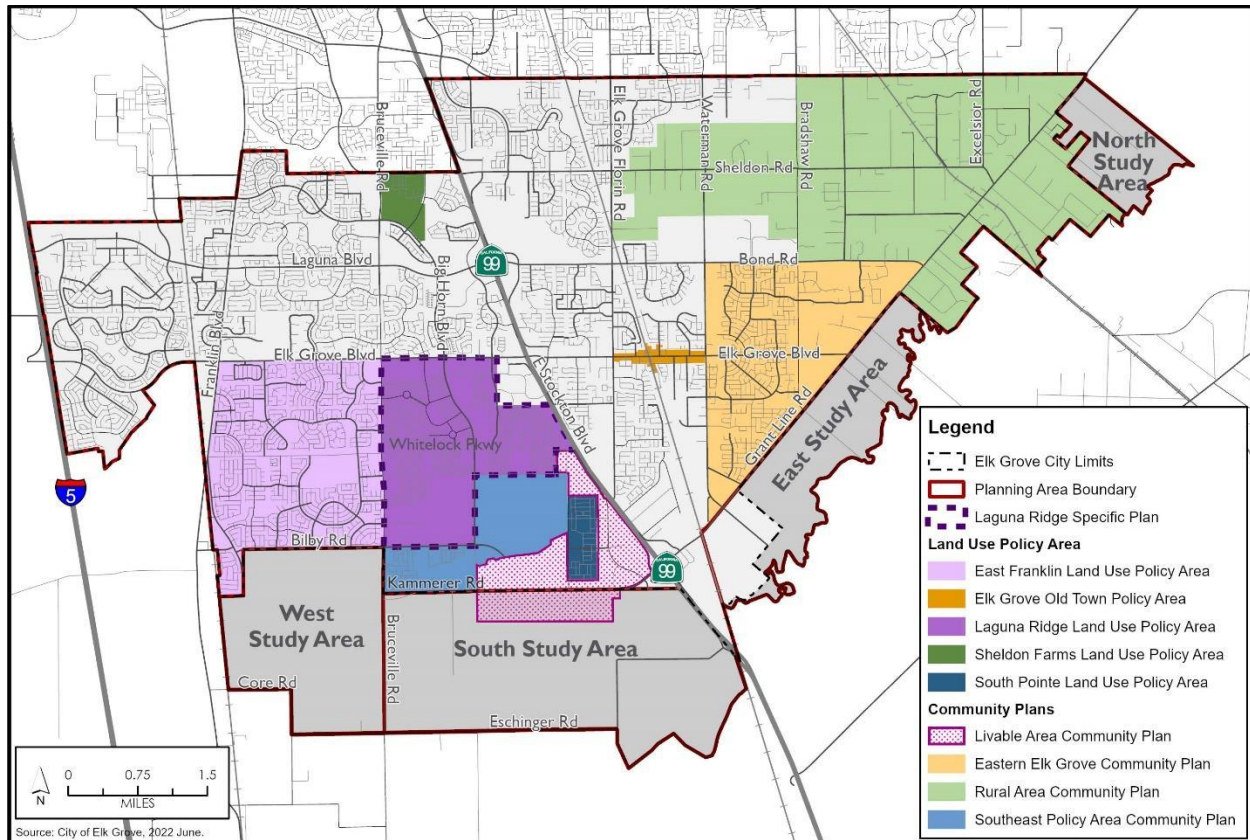 Bruceville Rd
Elk Grove Florin Rd
Waterman Rd
Bradshaw Rd
Excelsior Rd
North
Study
Area
Sheldon Rd
CALIFORNIA
99
Laguna Blvd
Big Horn Blvd
Bond Rd
Franklin Blvd
Elk Grove Blvd
E Stockton Blvd
Elk Grove Blvd
Grant Line Rd
East Study Area
Whitelock Pkwy
5
Bilby Rd
CALIFORNIA
99
Kammerer Rd
West
Study Area
Bruceville Rd
South Study Area
Core Rd
Eschinger Rd
Legend
Elk Grove City Limits
Planning Area Boundary
Laguna Ridge Specific Plan
Land Use Policy Area
East Franklin Land Use Policy Area
Elk Grove Old Town Policy Area
Laguna Ridge Land Use Policy Area
Sheldon Farms Land Use Policy Area
South Pointe Land Use Policy Area
Community Plans
Livable Area Community Plan
Eastern Elk Grove Community Plan
Rural Area Community Plan
Southeast Policy Area Community Plan
N
0 0.75 1.5
MILES
Source: City of Elk Grove, 2022 June.